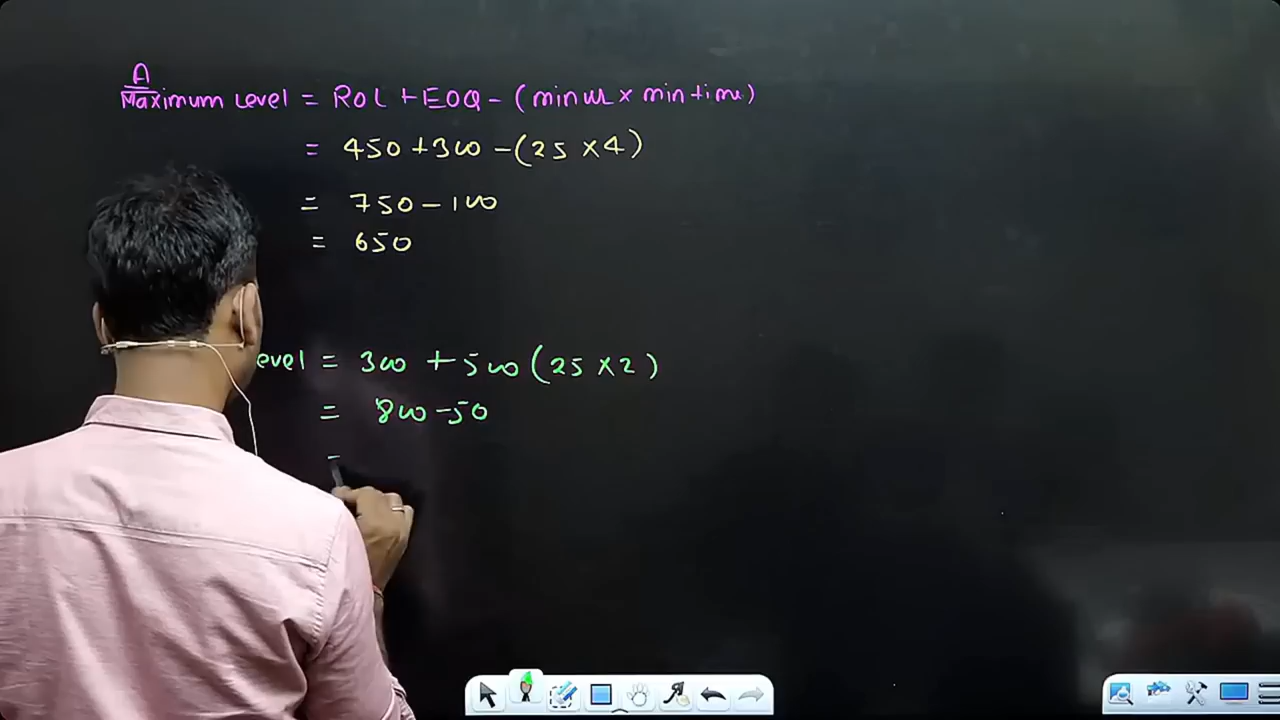 A
Maximum Level = ROL + EOQ - (min us × min time)
= 450 + 300 - (25 × 4)
= 750 - 100
= 650
evel = 300 + 500 (25 × 2)
= 800 - 50
=